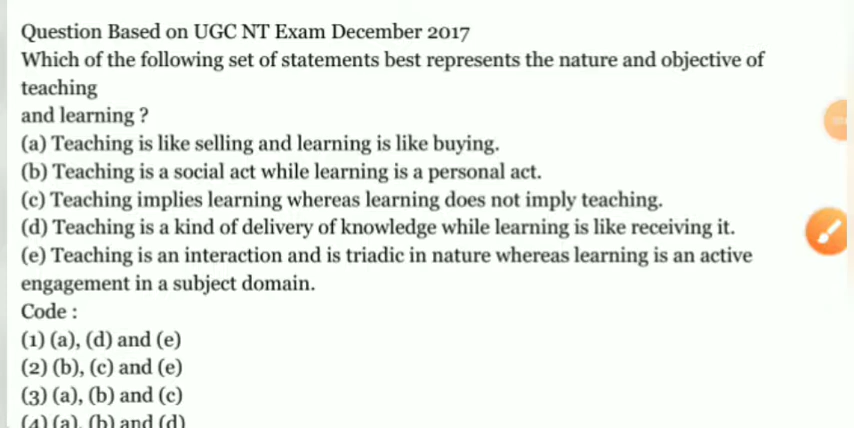 Question Based on UGC NT Exam December 2017
Which of the following set of statements best represents the nature and objective of
teaching
and learning ?
(a) Teaching is like selling and learning is like buying.
(b) Teaching is a social act while learning is a personal act.
(c) Teaching implies learning whereas learning does not imply teaching.
(d) Teaching is a kind of delivery of knowledge while learning is like receiving it.
(e) Teaching is an interaction and is triadic in nature whereas learning is an active
engagement in a subject domain.
Code :
(1) (a), (d) and (e)
(2) (b), (c) and (e)
(3) (a), (b) and (c)
(4) (a), (b) and (d)